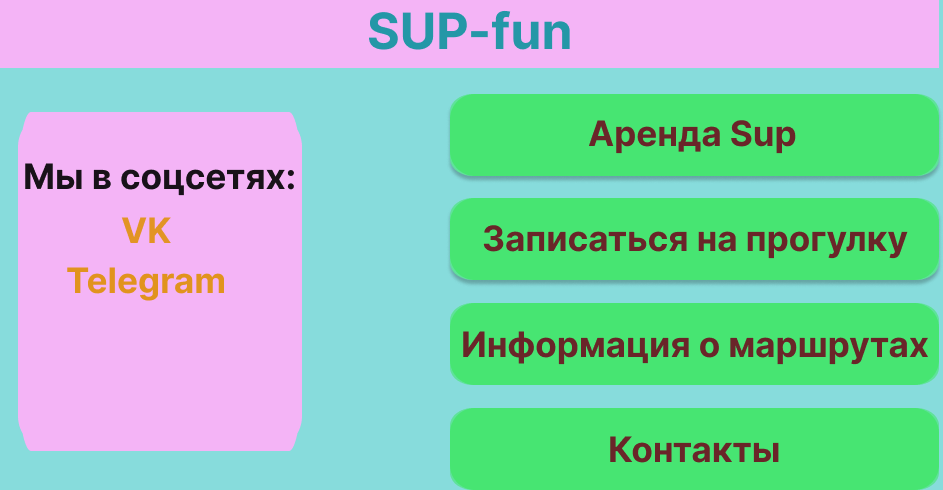 SUP-fun
Мы в соцсетях:
VK
Telegram
Аренда Sup
Записаться на прогулку
Информация о маршрутах
Контакты